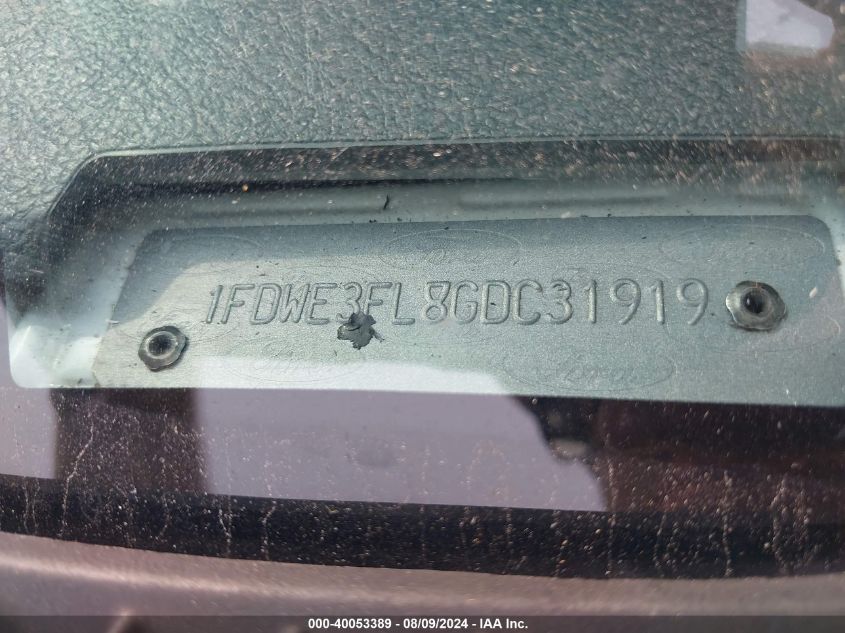 1FDWE3FL8GDC31919
000-40053389 - 08/09/2024 - IAA Inc.